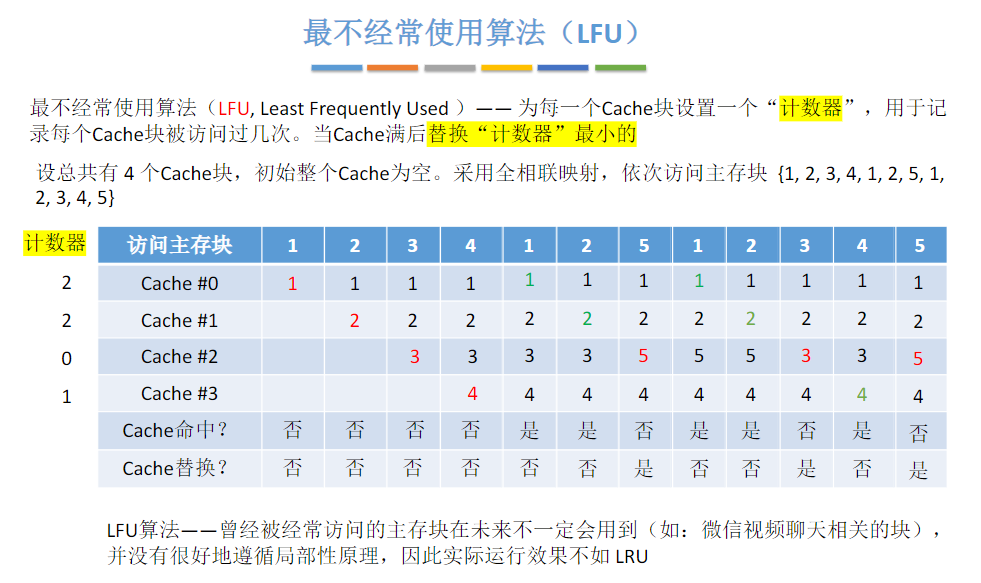 最不经常使用算法（LFU）
最不经常使用算法（LFU, Least Frequently Used ）—— 为每一个Cache块设置一个“计数器”，用于记
录每个Cache块被访问过几次。当Cache满后替换“计数器”最小的
设总共有 4 个Cache块，初始整个Cache为空。采用全相联映射，依次访问主存块 {1, 2, 3, 4, 1, 2, 5, 1,
2, 3, 4, 5}
计数器 访问主存块 1 2 3 4 1 2 5 1 2 3 4 5
2 Cache #0 1 1 1 1 1 1 1 1 1 1 1 1
2 Cache #1 2 2 2 2 2 2 2 2 2 2 2
0 Cache #2 3 3 3 3 5 5 5 3 3 5
1 Cache #3 4 4 4 4 4 4 4 4 4
Cache命中？ 否 否 否 否 是 是 否 是 是 否 是 否
Cache替换？ 否 否 否 否 否 否 是 否 否 是 否 是
LFU算法——曾经被经常访问的主存块在未来不一定会用到（如：微信视频聊天相关的块），
并没有很好地遵循局部性原理，因此实际运行效果不如 LRU